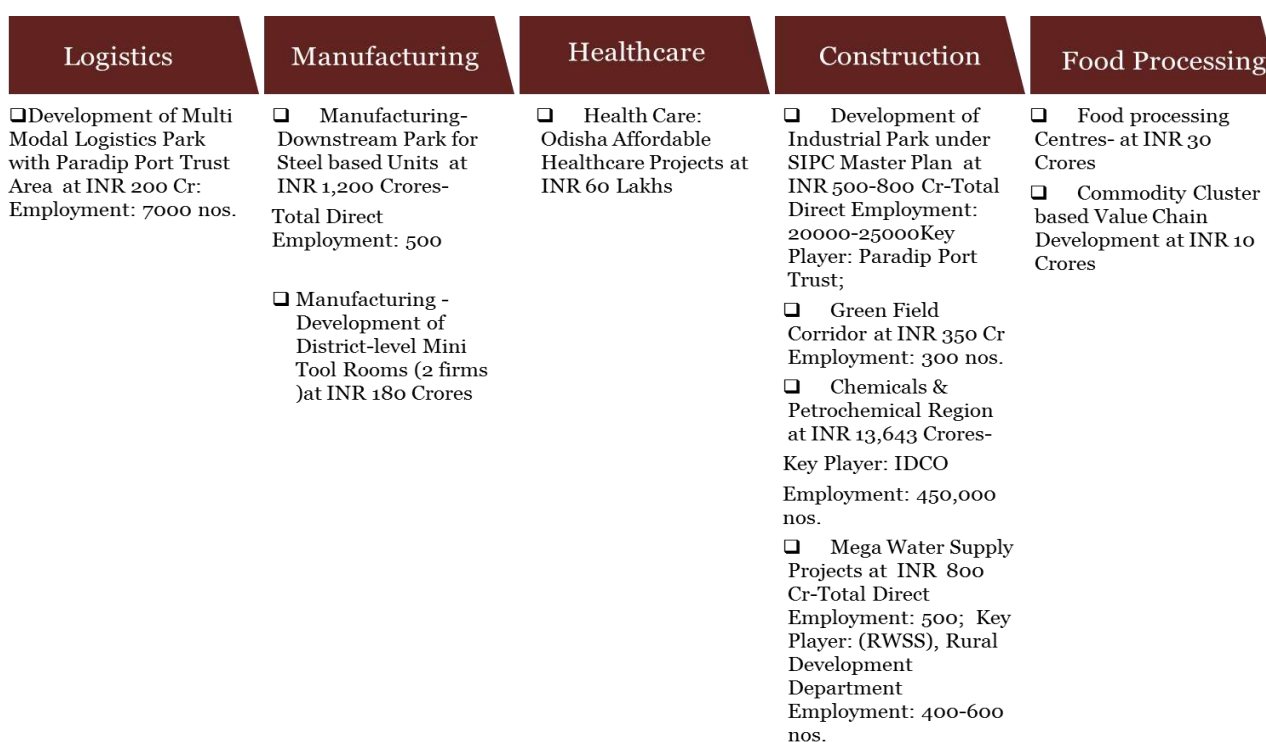 Logistics
❑Development of Multi
Modal Logistics Park
with Paradip Port Trust
Area at INR 200 Cr:
Employment: 7000 nos.
Manufacturing
❑ Manufacturing-
Downstream Park for
Steel based Units at
INR 1,200 Crores-
Total Direct
Employment: 500
❑ Manufacturing -
Development of
District-level Mini
Tool Rooms (2 firms
)at INR 180 Crores
Healthcare
❑ Health Care:
Odisha Affordable
Healthcare Projects at
INR 60 Lakhs
Construction
❑ Development of
Industrial Park under
SIPC Master Plan at
INR 500-800 Cr-Total
Direct Employment:
20000-25000Key
Player: Paradip Port
Trust;
❑ Green Field
Corridor at INR 350 Cr
Employment: 300 nos.
❑ Chemicals &
Petrochemical Region
at INR 13,643 Crores-
Key Player: IDCO
Employment: 450,000
nos.
❑ Mega Water Supply
Projects at INR 800
Cr-Total Direct
Employment: 500; Key
Player: (RWSS), Rural
Development
Department
Employment: 400-600
nos.
Food Processing
❑ Food processing
Centres- at INR 30
Crores
❑ Commodity Cluster
based Value Chain
Development at INR 10
Crores